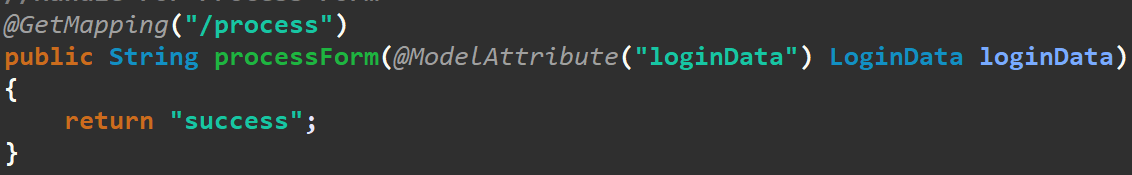 @GetMapping("/process")
public String processForm(@ModelAttribute("loginData") LoginData loginData)
{
    return "success";
}